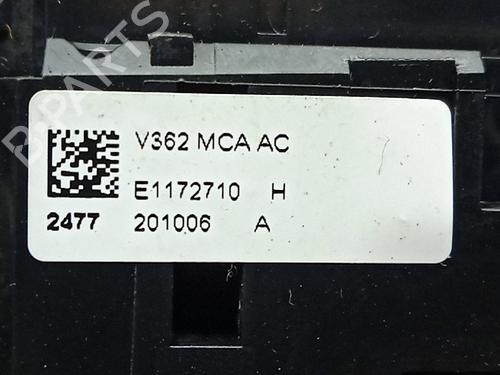 B-PARTS
V362 MCA AC
E1172710 H
2477 201006 A